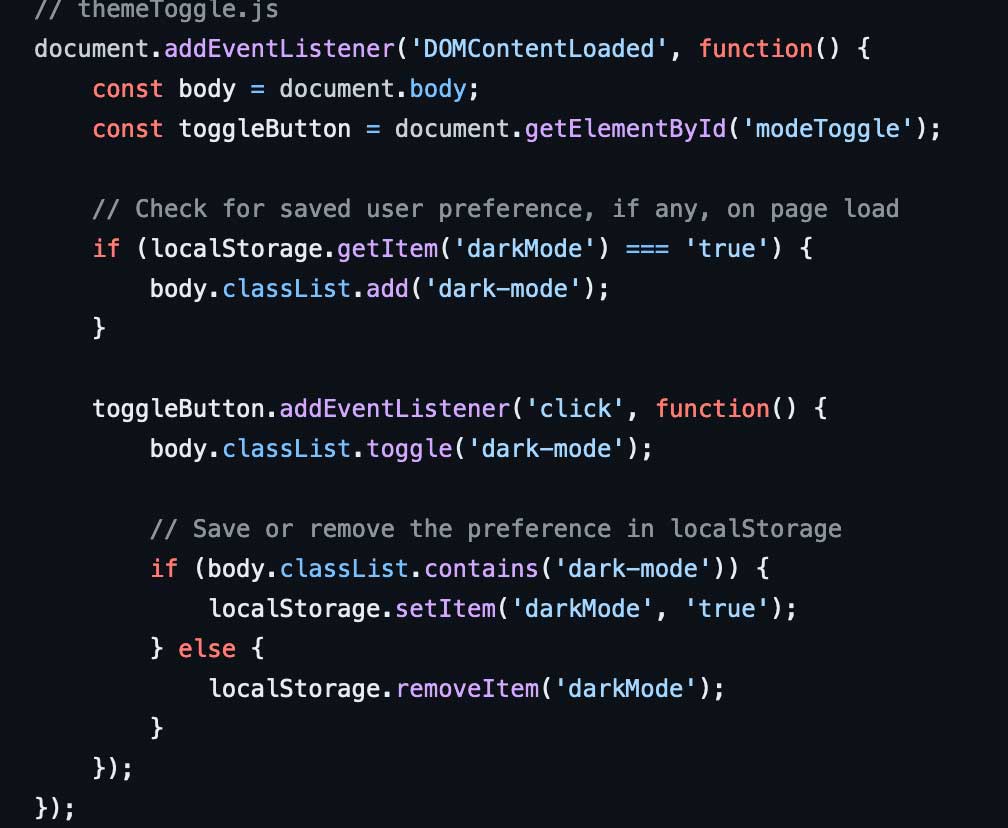 // themeToggle.js
document.addEventListener('DOMContentLoaded', function() {
    const body = document.body;
    const toggleButton = document.getElementById('modeToggle');

    // Check for saved user preference, if any, on page load
    if (localStorage.getItem('darkMode') === 'true') {
        body.classList.add('dark-mode');
    }

    toggleButton.addEventListener('click', function() {
        body.classList.toggle('dark-mode');

        // Save or remove the preference in localStorage
        if (body.classList.contains('dark-mode')) {
            localStorage.setItem('darkMode', 'true');
        } else {
            localStorage.removeItem('darkMode');
        }
    });
});